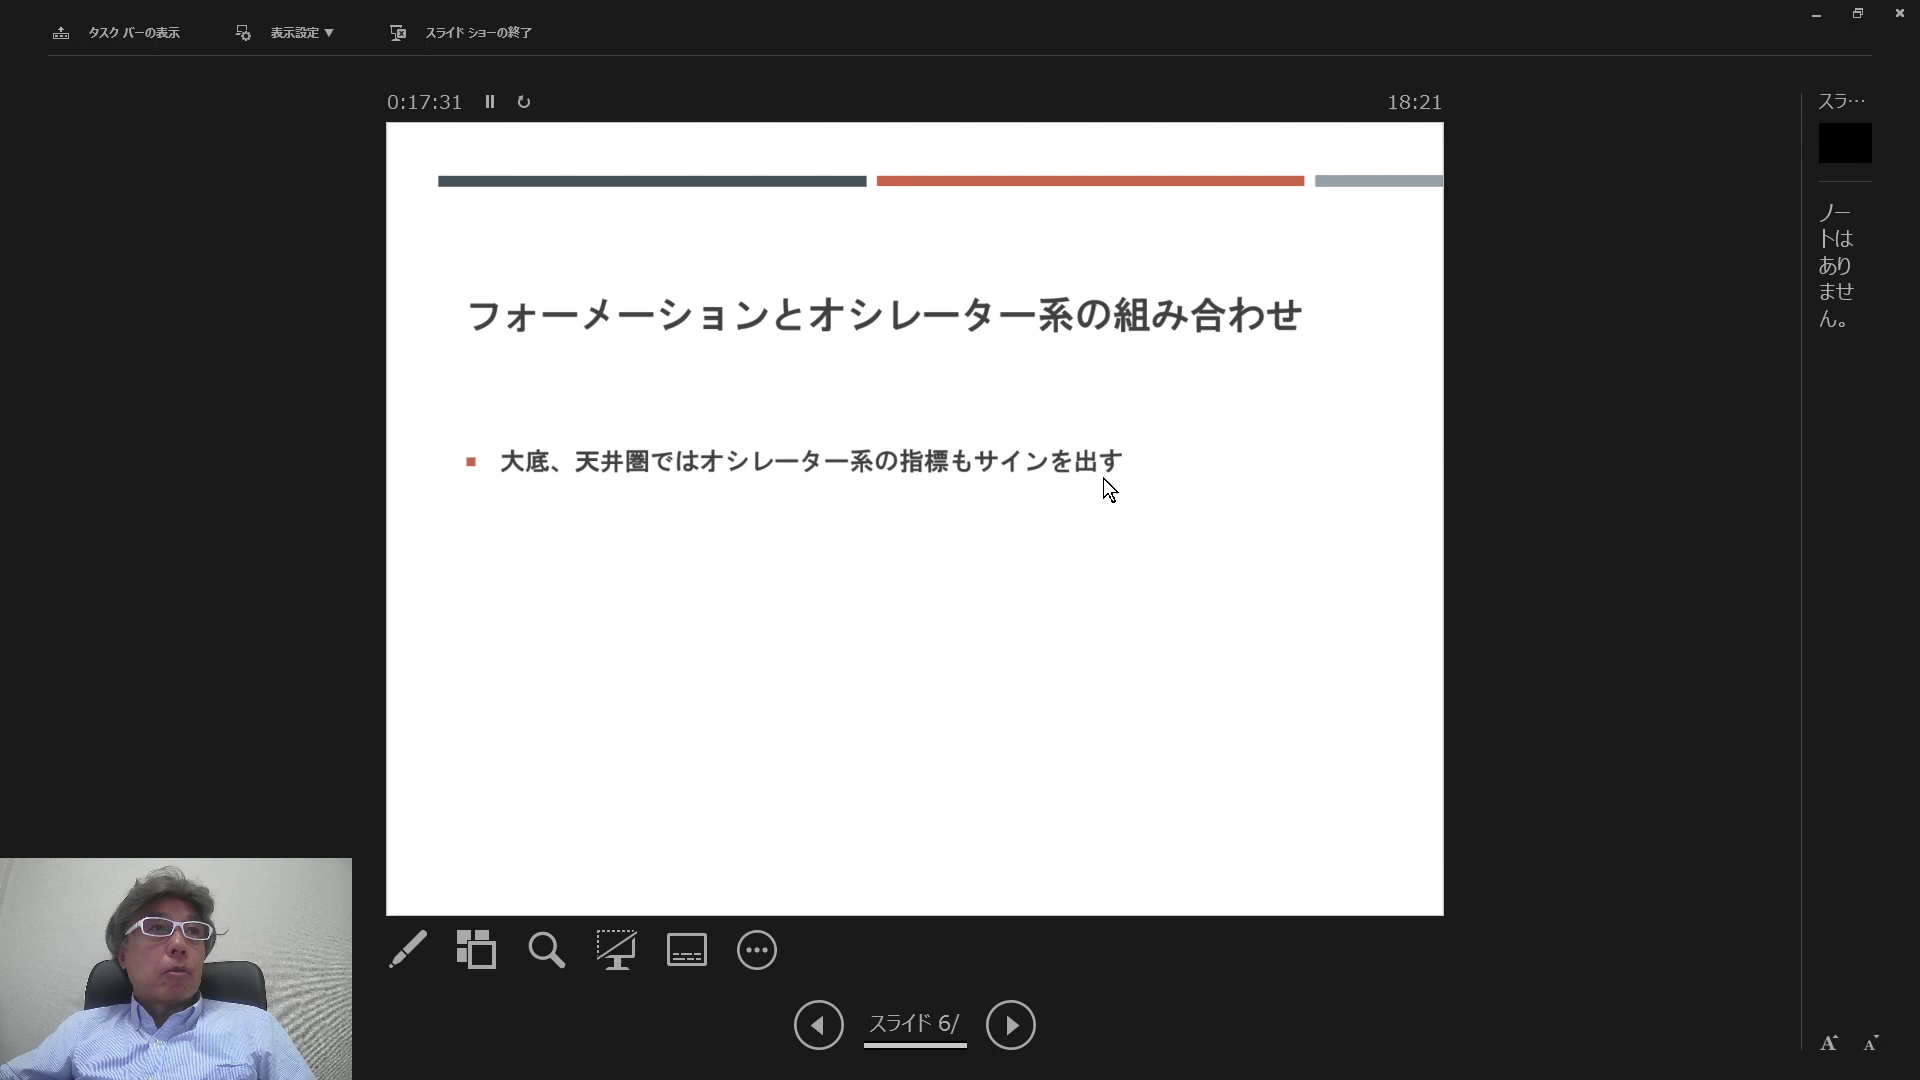 タスク バーの表示
表示設定 ▼
スライド ショーの終了
0:17:31
18:21
フォーメーションとオシレーター系の組み合わせ
大底、天井圏ではオシレーター系の指標もサインを出す
スライド 6/
スラ…
ノー
トは
あり
ませ
ん。
A A